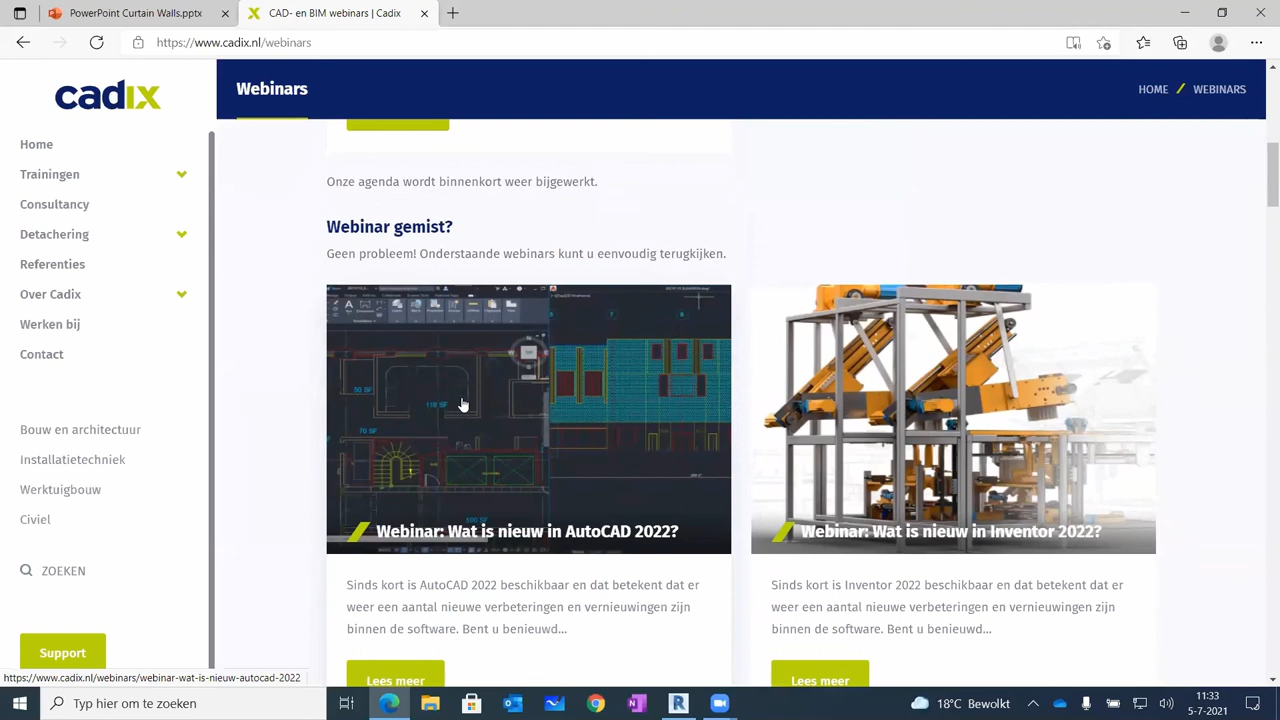 Curtain Walls.pptx
CAD- en BIM webinars | Cadix
https://www.cadix.nl/webinars
cadix
Webinars
HOME
WEBINARS
Home
Trainingen
Consultancy
Detachering
Referenties
Over Cadix
Werken bij
Contact
Bouw en architectuur
Installatietechniek
Werktuigbouw
Civiel
ZOEKEN
Support
Onze agenda wordt binnenkort weer bijgewerkt.
Webinar gemist?
Geen probleem! Onderstaande webinars kunt u eenvoudig terugkijken.
50 SF
118 SF
70 SF
Webinar: Wat is nieuw in AutoCAD 2022?
Sinds kort is AutoCAD 2022 beschikbaar en dat betekent dat er
weer een aantal nieuwe verbeteringen en vernieuwingen zijn
binnen de software. Bent u benieuwd...
Lees meer
Webinar: Wat is nieuw in Inventor 2022?
Sinds kort is Inventor 2022 beschikbaar en dat betekent dat er
weer een aantal nieuwe verbeteringen en vernieuwingen zijn
binnen de software. Bent u benieuwd...
Lees meer
https://www.cadix.nl/webinars/webinar-wat-is-nieuw-autocad-2022
Typ hier om te zoeken
18°C Bewolkt
11:33
5-7-2021